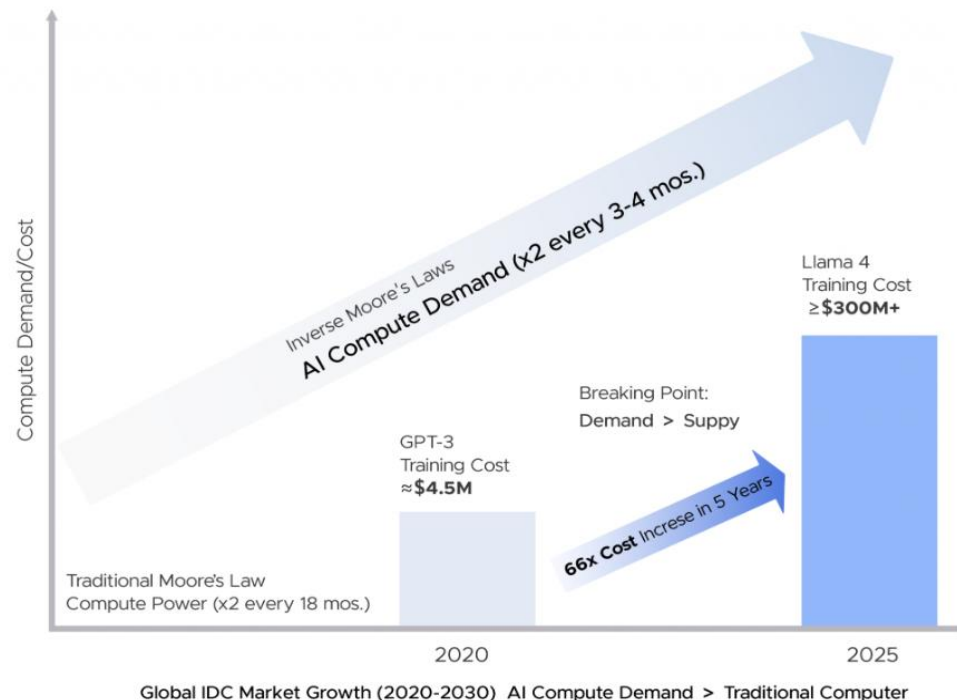 Compute Demand/Cost
Inverse Moore's Laws
AI Compute Demand (x2 every 3-4 mos.)
Llama 4
Training Cost
≥$300M+
Breaking Point:
Demand > Suppy
GPT-3
Training Cost
≈$4.5M
66x Cost Increse in 5 Years
Traditional Moore's Law
Compute Power (x2 every 18 mos.)
2020
2025
Global IDC Market Growth (2020-2030) AI Compute Demand > Traditional Computer